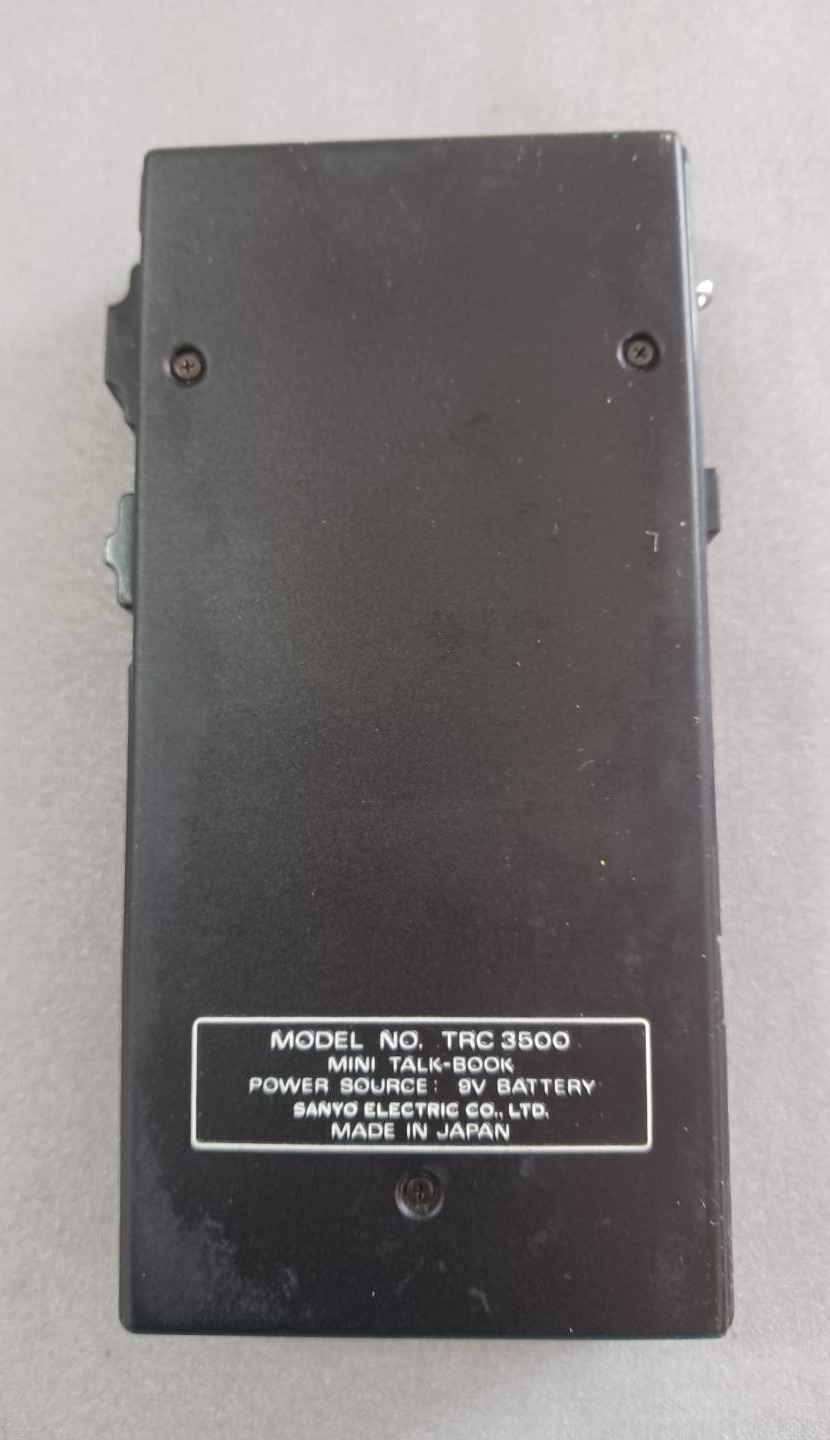 MODEL NO. TRC 3500
MINI TALK-BOOK
POWER SOURCE: 9V BATTERY
SANYO ELECTRIC CO., LTD.
MADE IN JAPAN